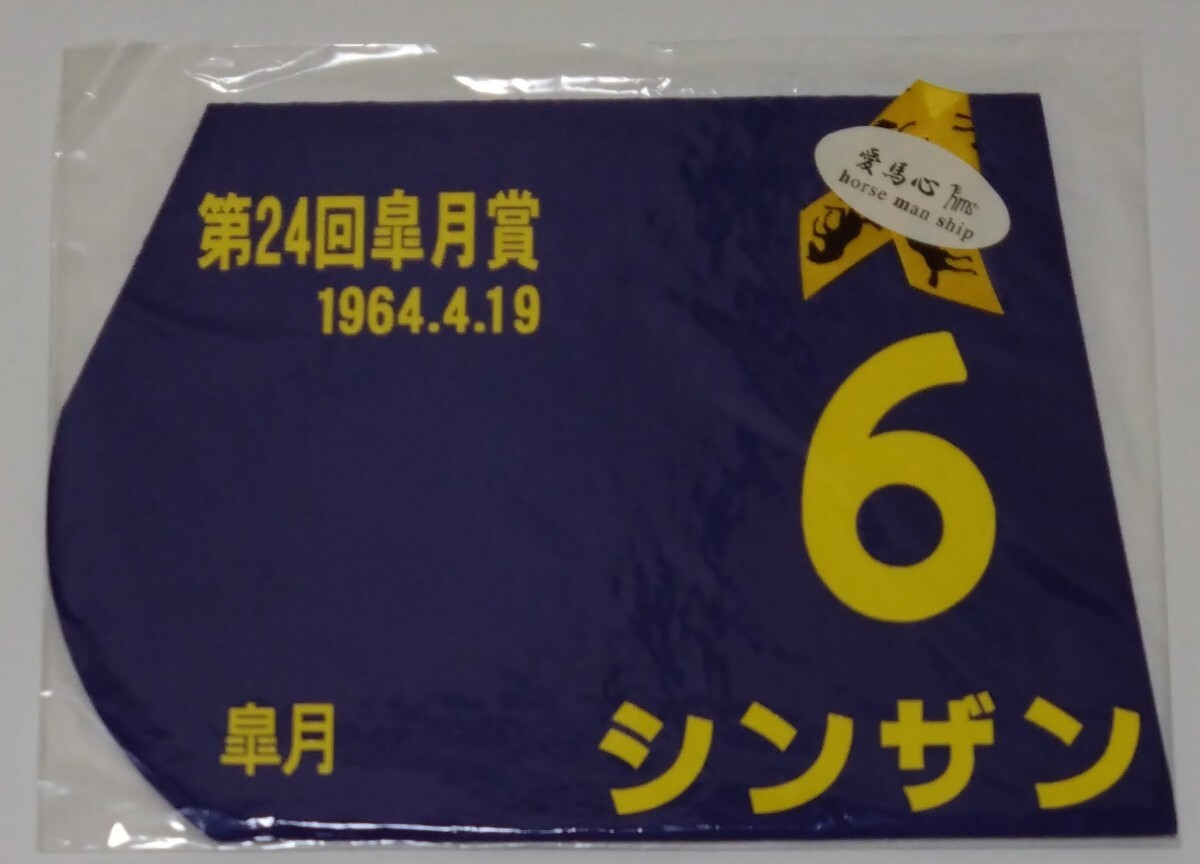 第24回皐月賞
1964.4.19
愛馬心 hms
horse man ship
6
皐月
シンザン